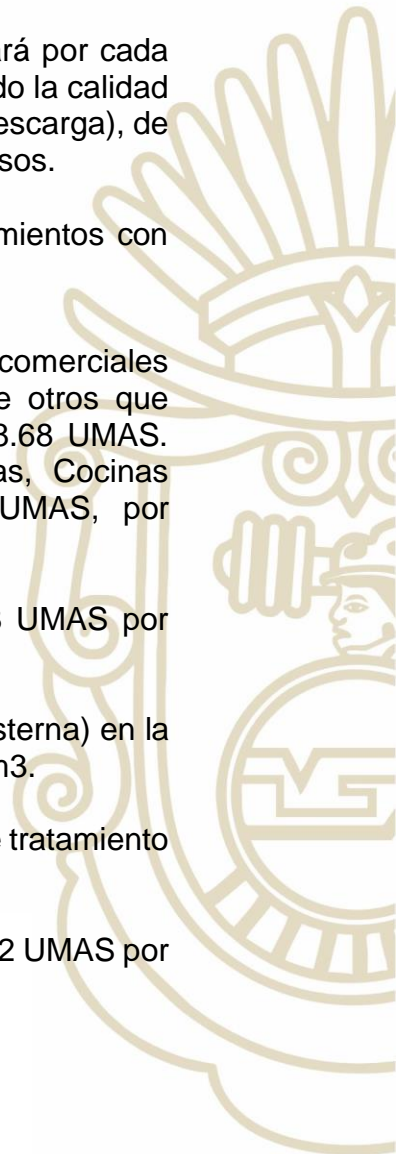 ará por cada
do la calidad
escarga), de
sos.
mientos con
comerciales
e otros que
3.68 UMAS.
as, Cocinas
UMAS, por
UMAS por
sterna) en la
n3.
e tratamiento
2 UMAS por